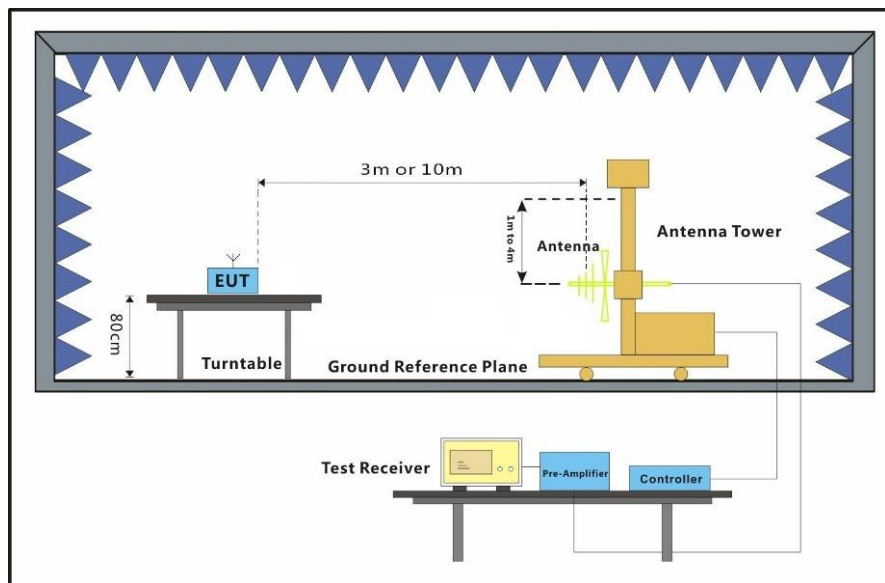 3m or 10m
1m to 4m
Antenna
Antenna Tower
EUT
80cm
Turntable
Ground Reference Plane
Test Receiver
Pre-Amplifier
Controller